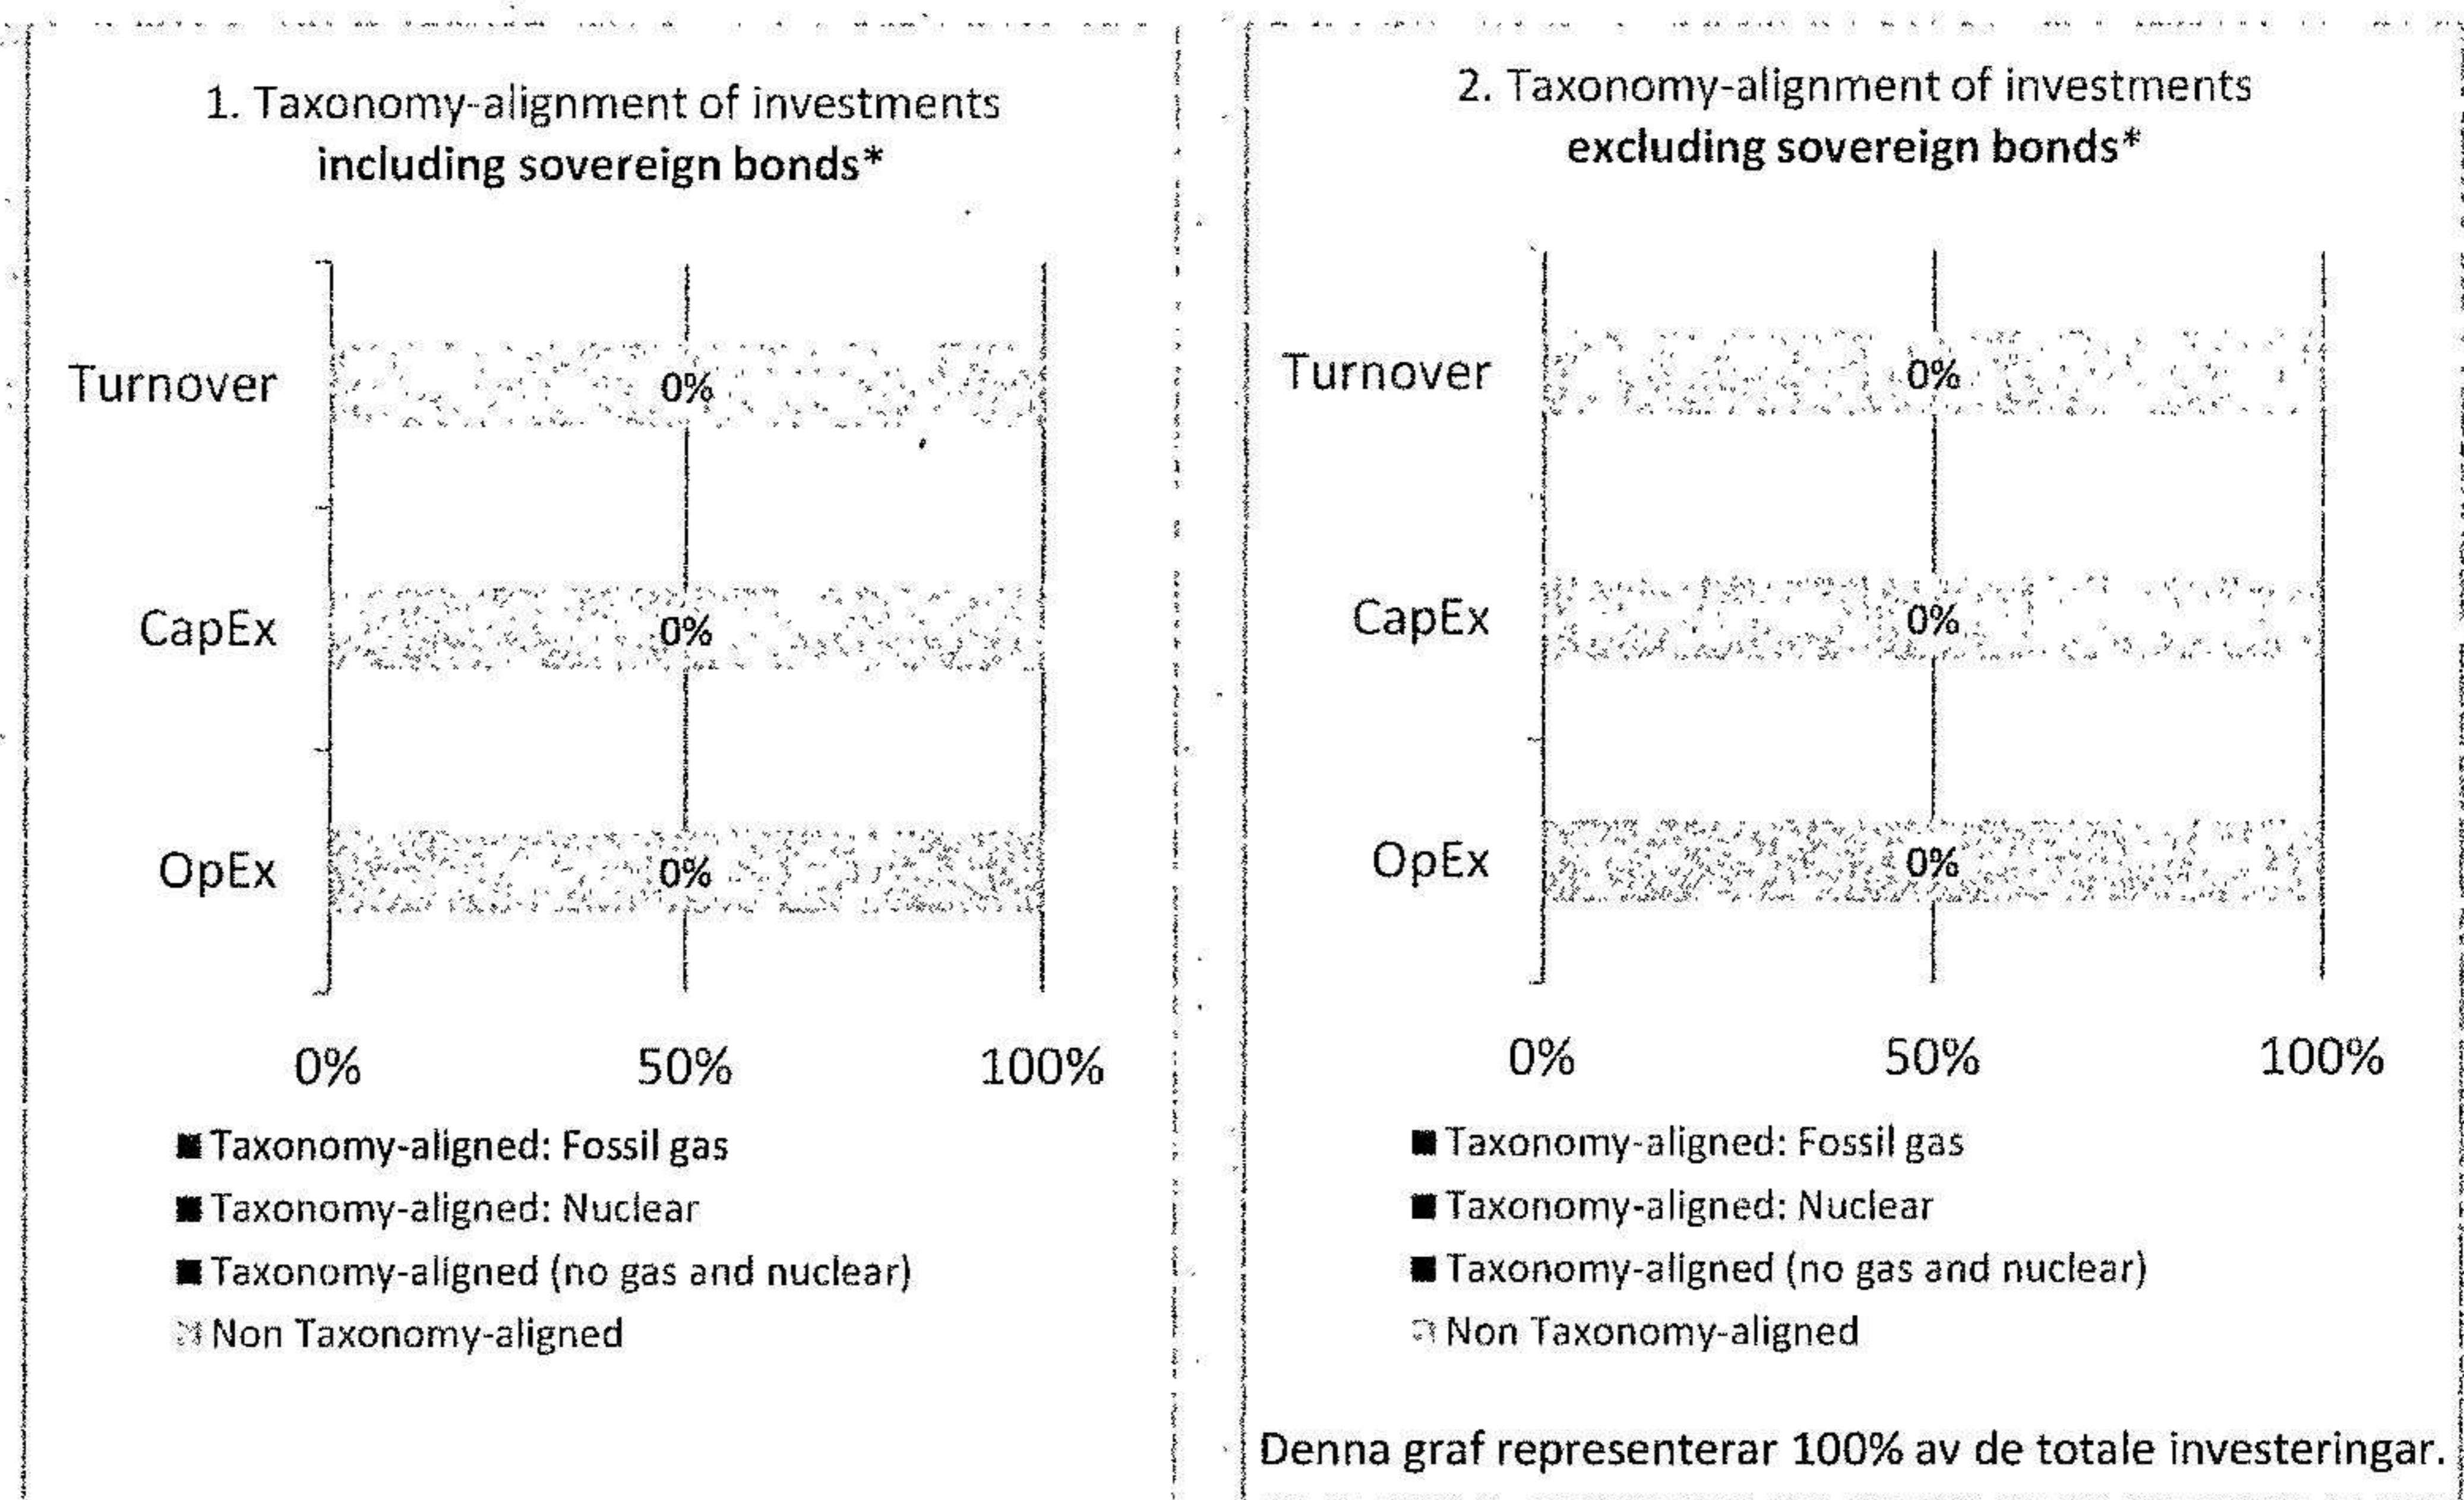 1. Taxonomy-alignment of investments
including sovereign bonds*
Turnover
0%
CapEx
0%
OpEx
0%
0% 50% 100%
Taxonomy-aligned: Fossil gas
Taxonomy-aligned: Nuclear
Taxonomy-aligned (no gas and nuclear)
Non Taxonomy-aligned
2. Taxonomy-alignment of investments
excluding sovereign bonds*
Turnover
0%
CapEx
0%
OpEx
0%
0% 50% 100%
Taxonomy-aligned: Fossil gas
Taxonomy-aligned: Nuclear
Taxonomy-aligned (no gas and nuclear)
Non Taxonomy-aligned
Denna graf representerar 100% av de totale investeringar.